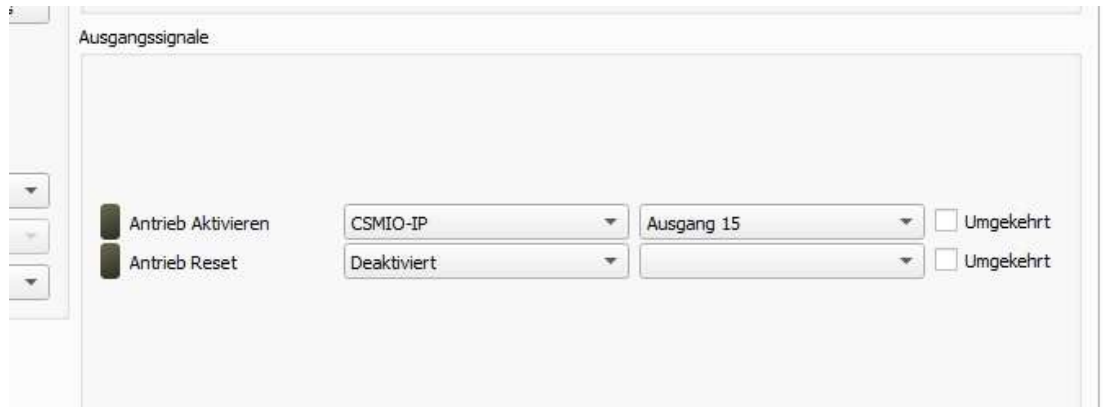 Ausgangssignale
Antrieb Aktivieren CSMIO-IP Ausgang 15 Umgekehrt
Antrieb Reset Deaktiviert Umgekehrt